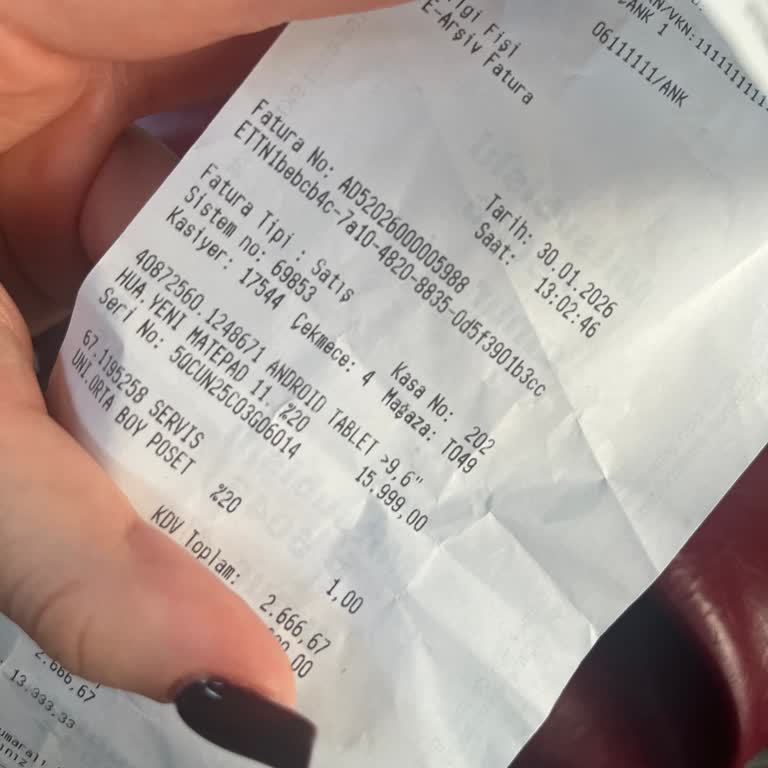 E-Arşiv Fatura
06111111/ANK
Fatura No: AD52026000005988
ETTN1bebcb4c-7a10-4820-8835-0d5f3901b3cc
Tarih: 30.01.2026
Saat: 13:02:46
Fatura Tipi : Satış
Sistem no: 69853
Kasiyer: 17544 Çekmece: 4
Kasa No: 202
Mağaza: T049
40872560.1248671 ANDROID TABLET >9,6"
HUA.YENI MATEPAD 11. %20 15.999,00
Seri No: 5QCUN25C03G06014
67.1195258 SERVIS
UNI.ORTA BOY POSET %20 1,00
KDV Toplam: 2.666,67
00,00
2.666,67
13.333,33